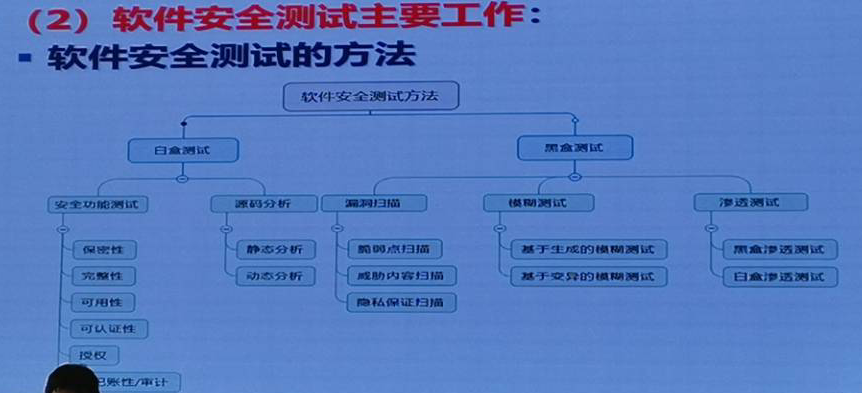 (2) 软件安全测试主要工作：
▪ 软件安全测试的方法
软件安全测试方法
白盒测试
黑盒测试
安全功能测试
源码分析
漏洞扫描
模糊测试
渗透测试
保密性
静态分析
脆弱点扫描
基于生成的模糊测试
黑盒渗透测试
完整性
动态分析
威胁内容扫描
基于变异的模糊测试
白盒渗透测试
可用性
隐私保证扫描
可认证性
授权
记账性/审计